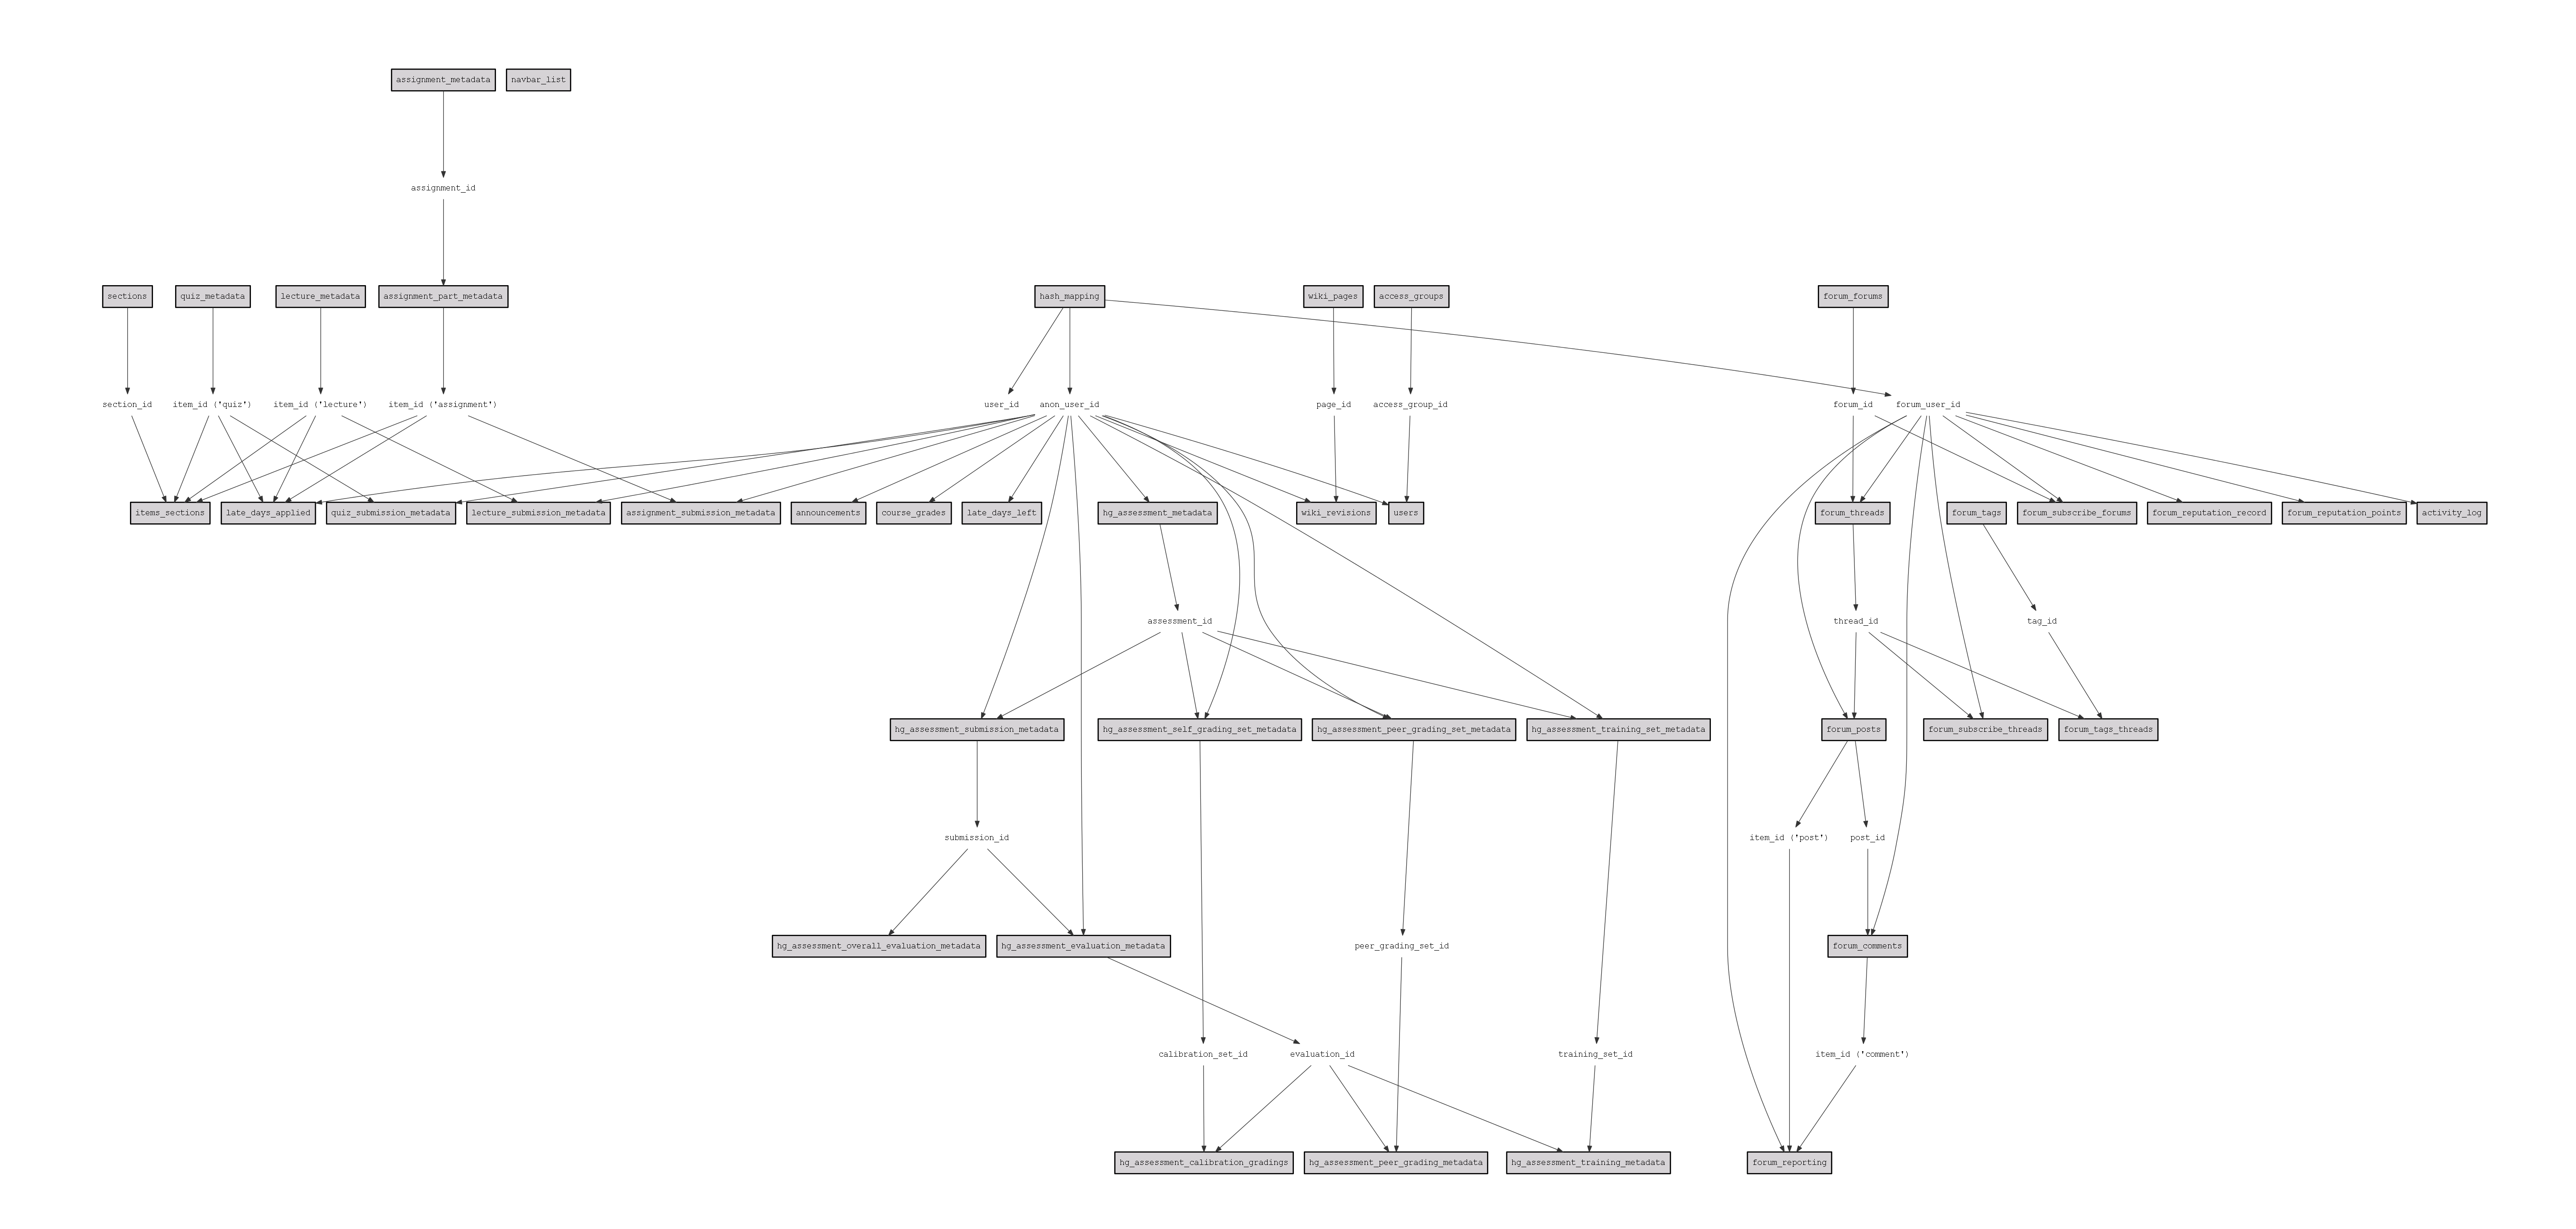 assignment_metadata
navbar_list
assignment_id
sections
quiz_metadata
lecture_metadata
assignment_part_metadata
hash_mapping
wiki_pages
access_groups
forum_forums
section_id
item_id ('quiz')
item_id ('lecture')
item_id ('assignment')
user_id
anon_user_id
page_id
access_group_id
forum_id
forum_user_id
items_sections
late_days_applied
quiz_submission_metadata
lecture_submission_metadata
assignment_submission_metadata
announcements
course_grades
late_days_left
hg_assessment_metadata
wiki_revisions
users
forum_threads
forum_tags
forum_subscribe_forums
forum_reputation_record
forum_reputation_points
activity_log
assessment_id
thread_id
tag_id
hg_assessment_submission_metadata
hg_assessment_self_grading_set_metadata
hg_assessment_peer_grading_set_metadata
hg_assessment_training_set_metadata
forum_posts
forum_subscribe_threads
forum_tags_threads
submission_id
item_id ('post')
post_id
hg_assessment_overall_evaluation_metadata
hg_assessment_evaluation_metadata
peer_grading_set_id
forum_comments
calibration_set_id
evaluation_id
training_set_id
item_id ('comment')
hg_assessment_calibration_gradings
hg_assessment_peer_grading_metadata
hg_assessment_training_metadata
forum_reporting